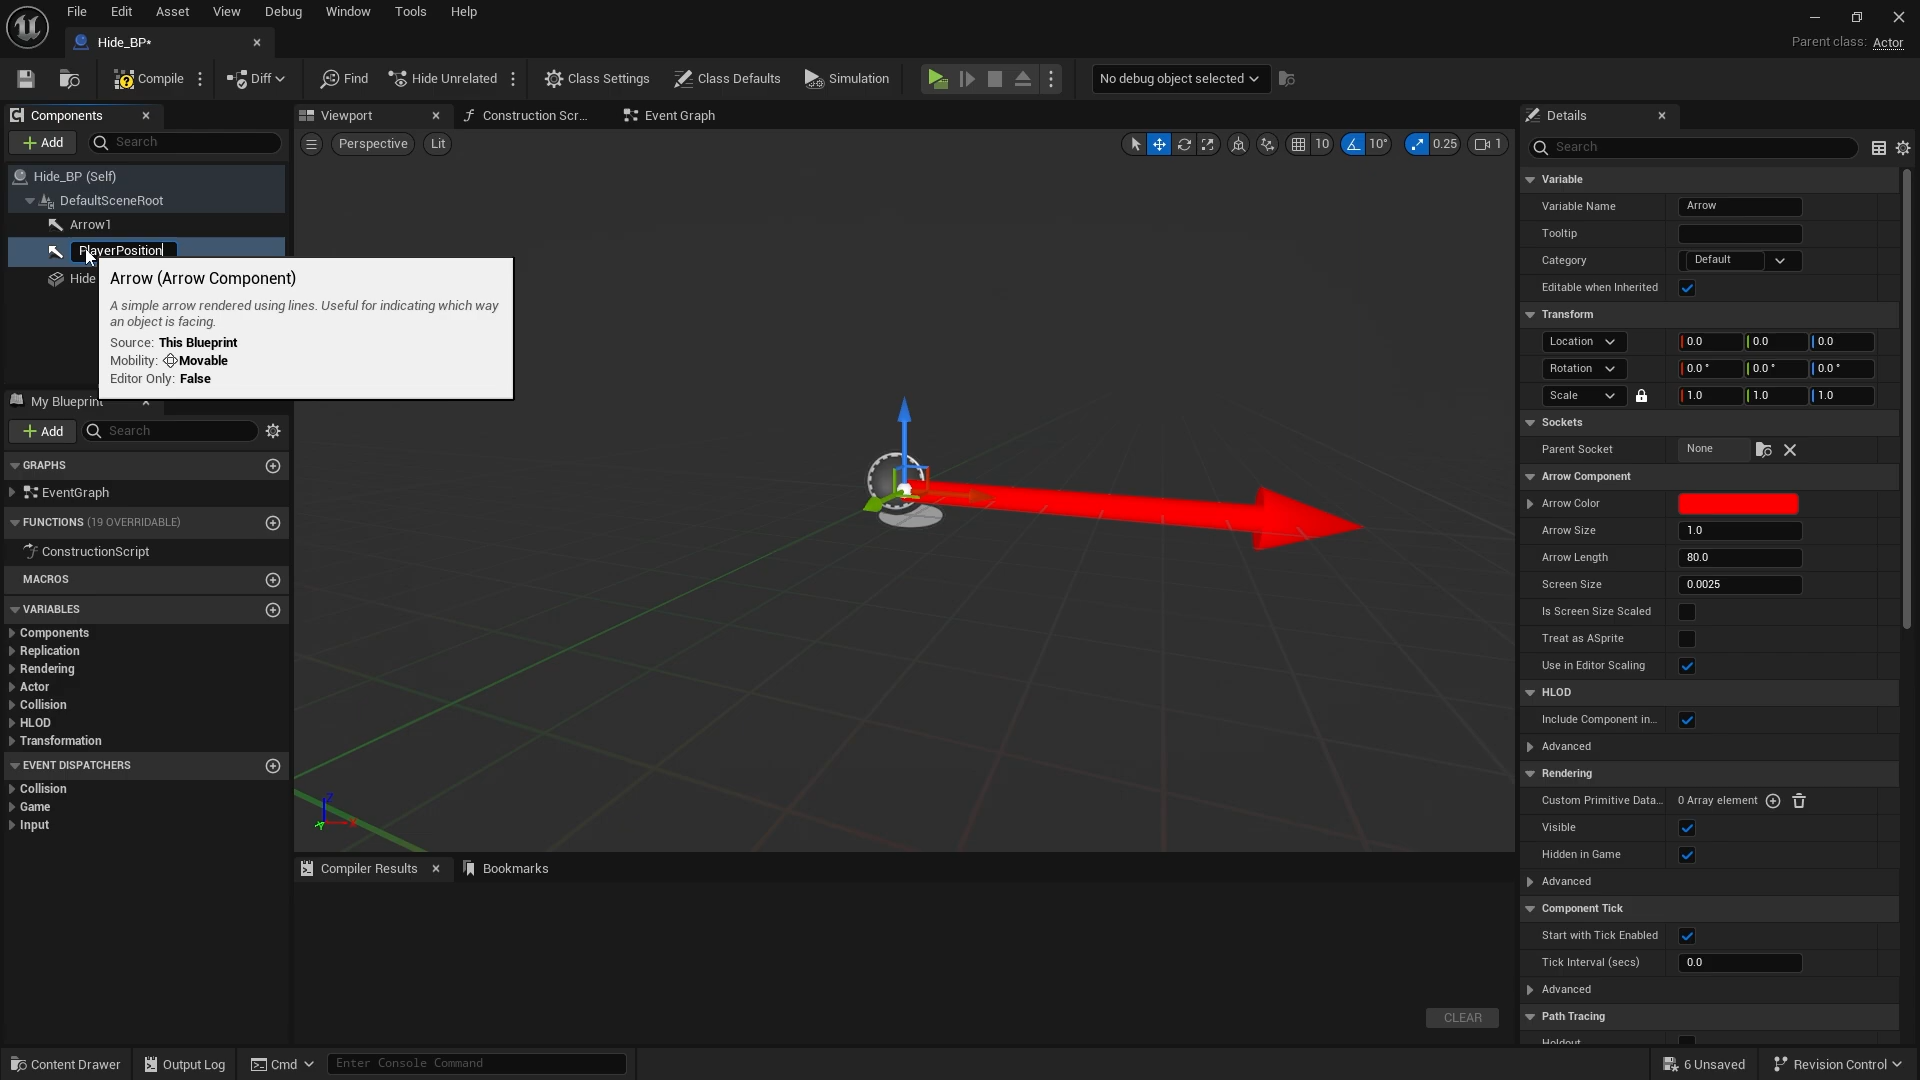 File Edit Asset View Debug Window Tools Help
Hide_BP*
Parent class: Actor
Compile Diff Find Hide Unrelated Class Settings Class Defaults Simulation No debug object selected
Components
Add Search
Hide_BP (Self)
DefaultSceneRoot
Arrow1
PlayerPosition
Hide
Arrow (Arrow Component)
A simple arrow rendered using lines. Useful for indicating which way
an object is facing.
Source: This Blueprint
Mobility: Movable
Editor Only: False
My Blueprint
Add Search
GRAPHS
EventGraph
FUNCTIONS (19 OVERRIDABLE)
ConstructionScript
MACROS
VARIABLES
Components
Replication
Rendering
Actor
Collision
HLOD
Transformation
EVENT DISPATCHERS
Collision
Game
Input
Viewport Construction Scr... Event Graph
Perspective Lit 10 10° 0.25 1
Z
Y
X
Compiler Results Bookmarks
CLEAR
Details
Search
Variable
Variable Name Arrow
Tooltip
Category Default
Editable when Inherited
Transform
Location 0.0 0.0 0.0
Rotation 0.0 ° 0.0 ° 0.0 °
Scale 1.0 1.0 1.0
Sockets
Parent Socket None
Arrow Component
Arrow Color
Arrow Size 1.0
Arrow Length 80.0
Screen Size 0.0025
Is Screen Size Scaled
Treat as ASprite
Use in Editor Scaling
HLOD
Include Component in...
Advanced
Rendering
Custom Primitive Data... 0 Array element
Visible
Hidden in Game
Advanced
Component Tick
Start with Tick Enabled
Tick Interval (secs) 0.0
Advanced
Path Tracing
Holdout
Content Drawer Output Log Cmd Enter Console Command 6 Unsaved Revision Control